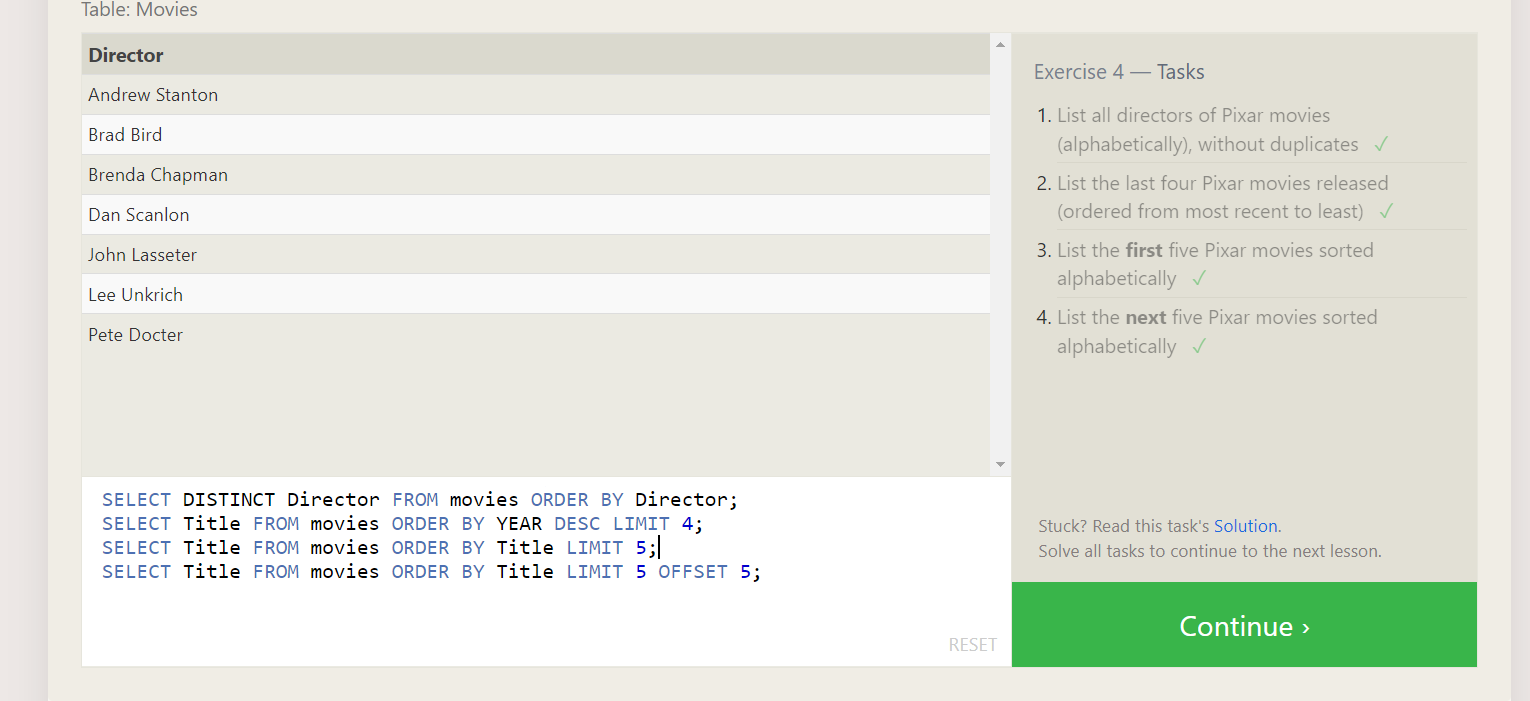 Table: Movies
Director
Andrew Stanton
Brad Bird
Brenda Chapman
Dan Scanlon
John Lasseter
Lee Unkrich
Pete Docter
SELECT DISTINCT Director FROM movies ORDER BY Director;
SELECT Title FROM movies ORDER BY YEAR DESC LIMIT 4;
SELECT Title FROM movies ORDER BY Title LIMIT 5;
SELECT Title FROM movies ORDER BY Title LIMIT 5 OFFSET 5;
RESET
Exercise 4 — Tasks
1. List all directors of Pixar movies
(alphabetically), without duplicates ✓
2. List the last four Pixar movies released
(ordered from most recent to least) ✓
3. List the first five Pixar movies sorted
alphabetically ✓
4. List the next five Pixar movies sorted
alphabetically ✓
Stuck? Read this task's Solution.
Solve all tasks to continue to the next lesson.
Continue ›